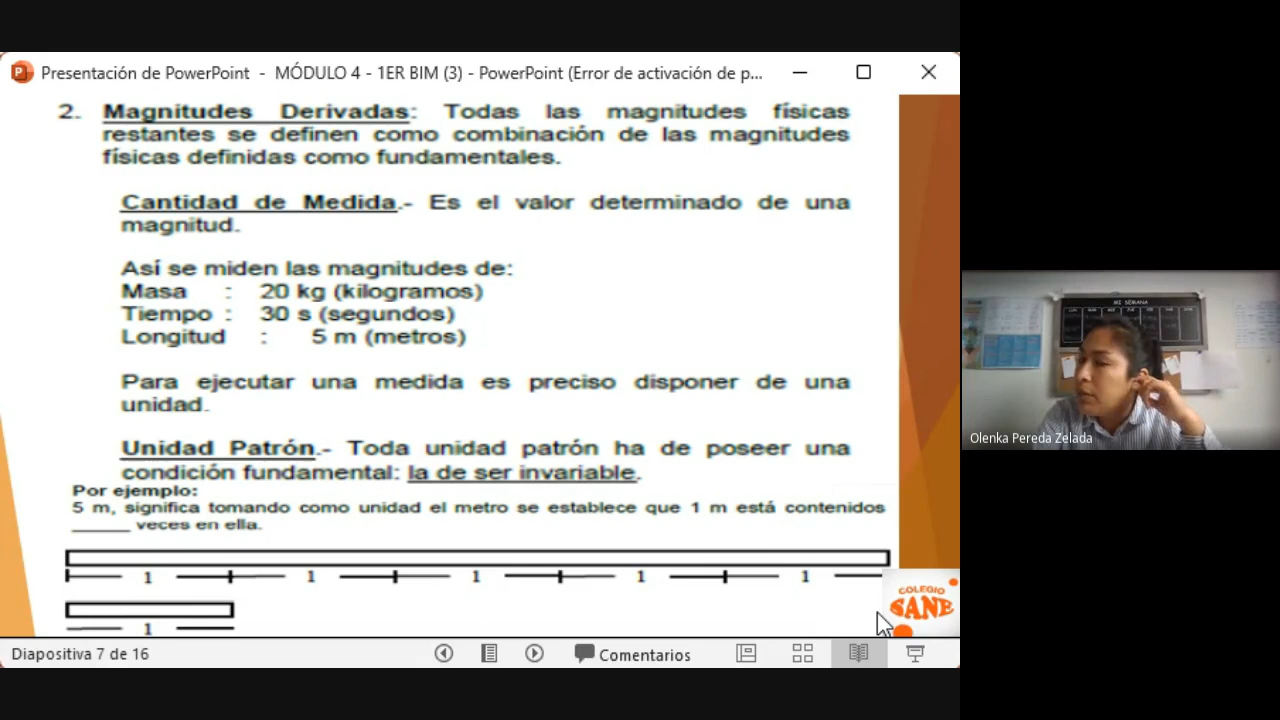 Presentación de PowerPoint - MÓDULO 4 - 1ER BIM (3) - PowerPoint (Error de activación de p...
2. Magnitudes Derivadas: Todas las magnitudes físicas
restantes se definen como combinación de las magnitudes
físicas definidas como fundamentales.
Cantidad de Medida.- Es el valor determinado de una
magnitud.
Así se miden las magnitudes de:
Masa : 20 kg (kilogramos)
Tiempo : 30 s (segundos)
Longitud : 5 m (metros)
Para ejecutar una medida es preciso disponer de una
unidad.
Unidad Patrón.- Toda unidad patrón ha de poseer una
condición fundamental: la de ser invariable.
Por ejemplo:
5 m, significa tomando como unidad el metro se establece que 1 m está contenidos
______ veces en ella.
1 1 1 1 1
1
COLEGIO
SANE
Diapositiva 7 de 16
Comentarios
MI SEMANA
Olenka Pereda Zelada